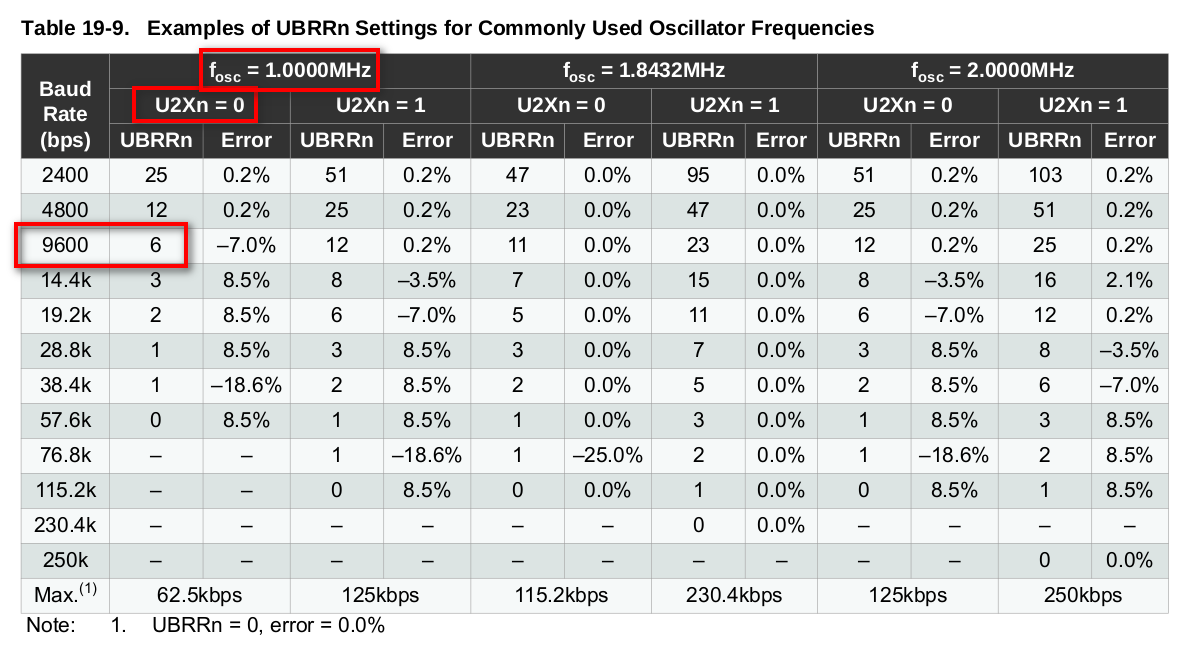 Table 19-9. Examples of UBRRn Settings for Commonly Used Oscillator Frequencies
Baud Rate (bps) fosc = 1.0000MHz fosc = 1.8432MHz fosc = 2.0000MHz
U2Xn = 0 U2Xn = 1 U2Xn = 0 U2Xn = 1 U2Xn = 0 U2Xn = 1
UBRRn Error UBRRn Error UBRRn Error UBRRn Error UBRRn Error UBRRn Error
2400 25 0.2% 51 0.2% 47 0.0% 95 0.0% 51 0.2% 103 0.2%
4800 12 0.2% 25 0.2% 23 0.0% 47 0.0% 25 0.2% 51 0.2%
9600 6 –7.0% 12 0.2% 11 0.0% 23 0.0% 12 0.2% 25 0.2%
14.4k 3 8.5% 8 –3.5% 7 0.0% 15 0.0% 8 –3.5% 16 2.1%
19.2k 2 8.5% 6 –7.0% 5 0.0% 11 0.0% 6 –7.0% 12 0.2%
28.8k 1 8.5% 3 8.5% 3 0.0% 7 0.0% 3 8.5% 8 –3.5%
38.4k 1 –18.6% 2 8.5% 2 0.0% 5 0.0% 2 8.5% 6 –7.0%
57.6k 0 8.5% 1 8.5% 1 0.0% 3 0.0% 1 8.5% 3 8.5%
76.8k – – 1 –18.6% 1 –25.0% 2 0.0% 1 –18.6% 2 8.5%
115.2k – – 0 8.5% 0 0.0% 1 0.0% 0 8.5% 1 8.5%
230.4k – – – – – – 0 0.0% – – – –
250k – – – – – – – – – – 0 0.0%
Max.(1) 62.5kbps 125kbps 115.2kbps 230.4kbps 125kbps 250kbps
Note: 1. UBRRn = 0, error = 0.0%